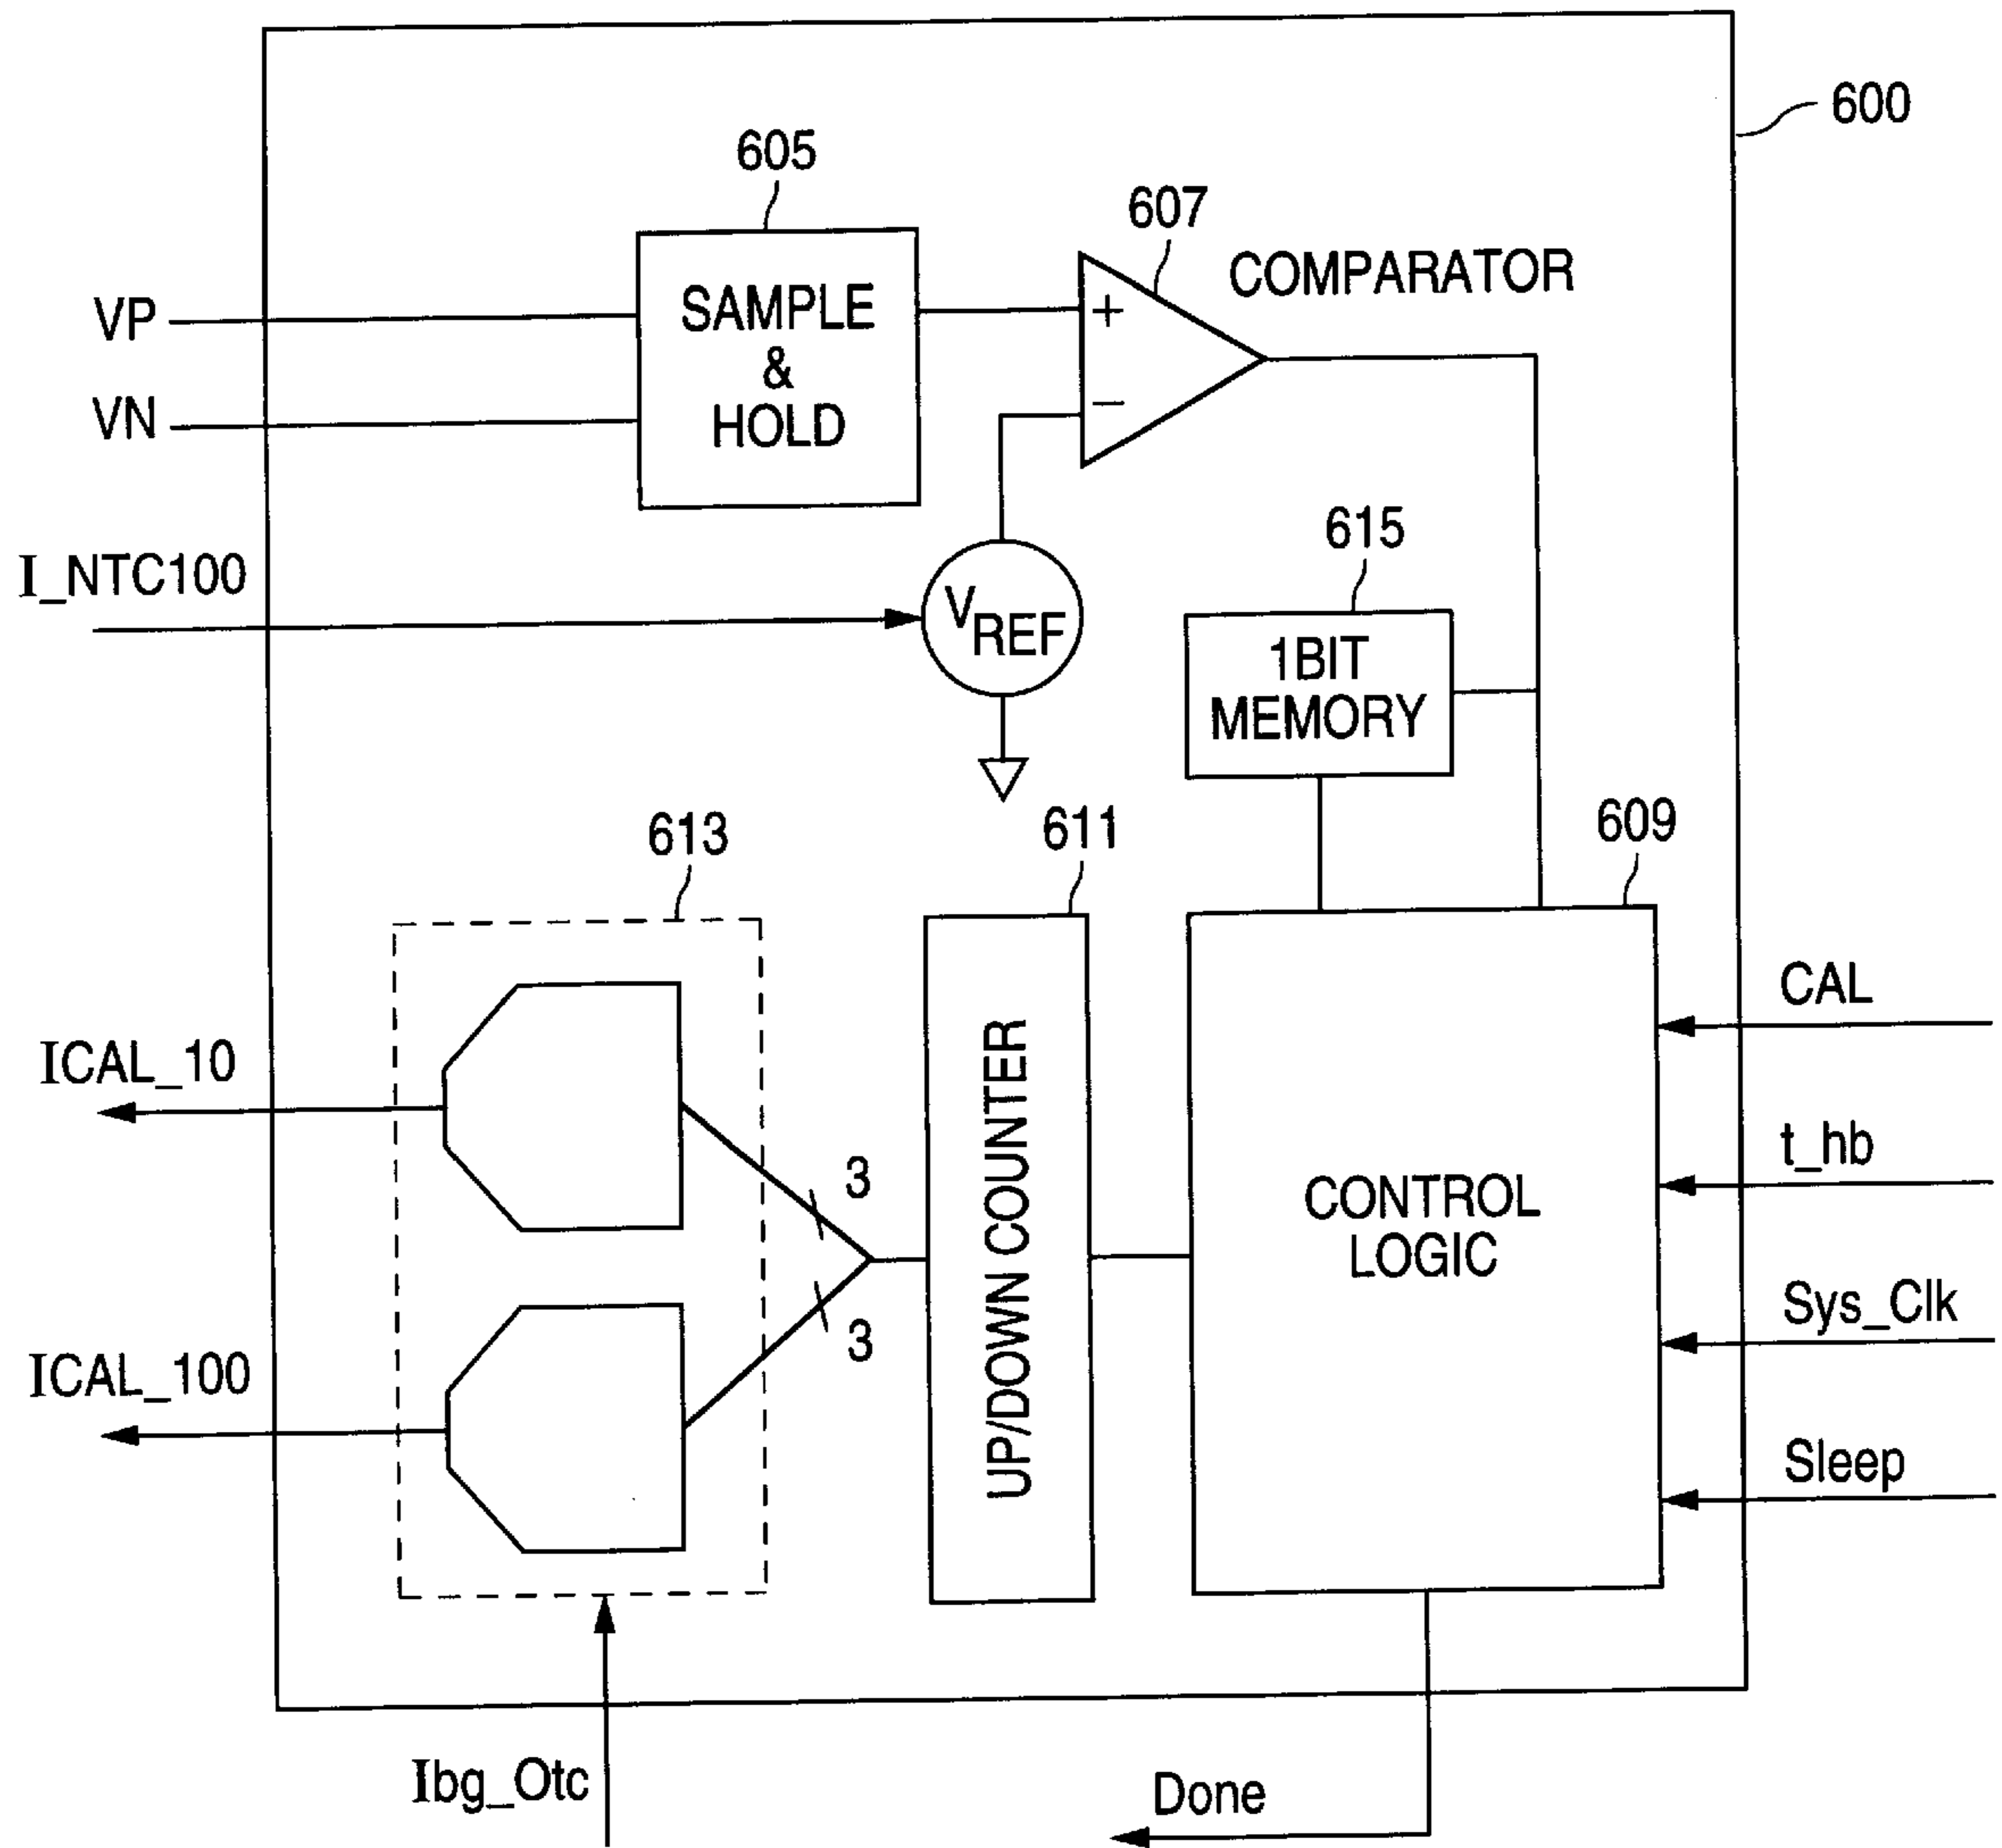 600
605
607
COMPARATOR
VP
VN
SAMPLE
&
HOLD
+
−
I_NTC100
VREF
615
1BIT
MEMORY
613
611
609
ICAL_10
ICAL_100
3
3
UP/DOWN COUNTER
CONTROL
LOGIC
CAL
t_hb
Sys_Clk
Sleep
Ibg_Otc
Done